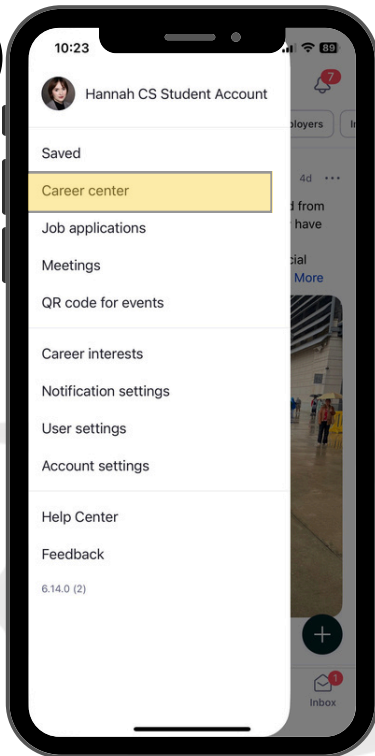 10:23
89
Hannah CS Student Account
7
ployers
Saved
4d
Career center
d from
Job applications
have
Meetings
cial
More
QR code for events
Career interests
Notification settings
User settings
Account settings
Help Center
Feedback
6.14.0 (2)
1
Inbox